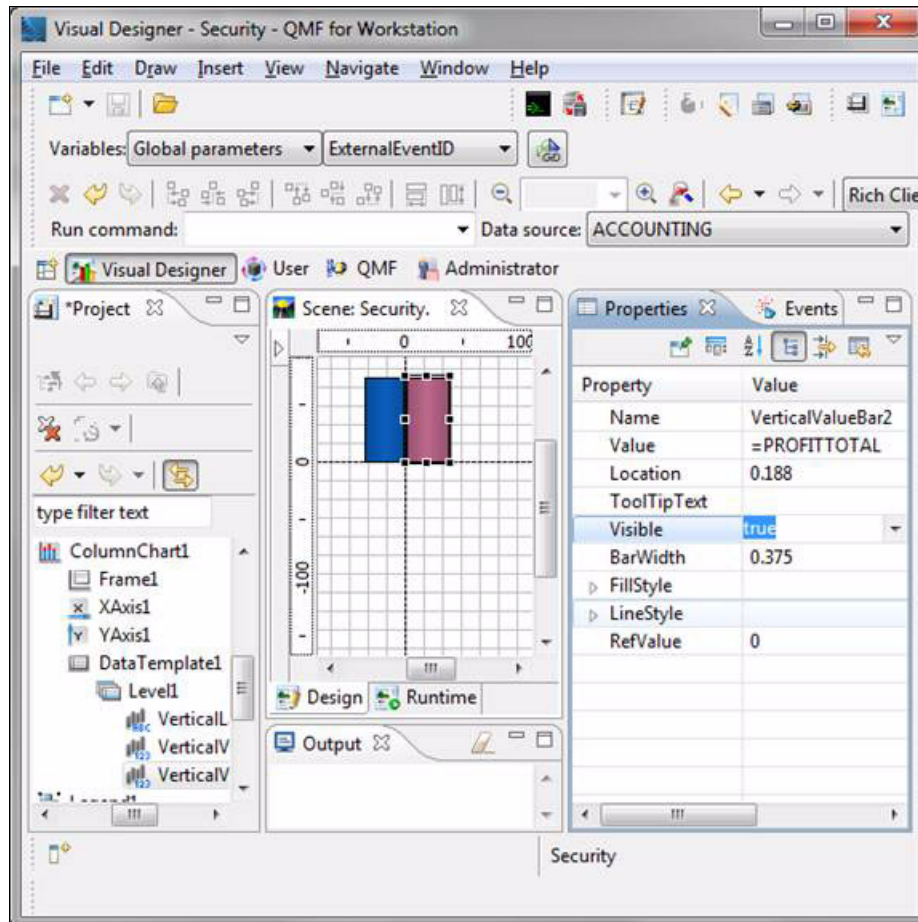 Visual Designer - Security - QMF for Workstation
File Edit Draw Insert View Navigate Window Help
Variables: Global parameters ExternalEventID
Rich Clie
Run command: Data source: ACCOUNTING
Visual Designer User QMF Administrator
*Project
Scene: Security.
Properties Events
0 100
Property Value
Name VerticalValueBar2
Value =PROFITTOTAL
Location 0.188
ToolTipText
Visible true
BarWidth 0.375
FillStyle
LineStyle
RefValue 0
0
-100
type filter text
ColumnChart1
Frame1
XAxis1
YAxis1
DataTemplate1
Level1
VerticalL
VerticalV
VerticalV
Design Runtime
Output
Security